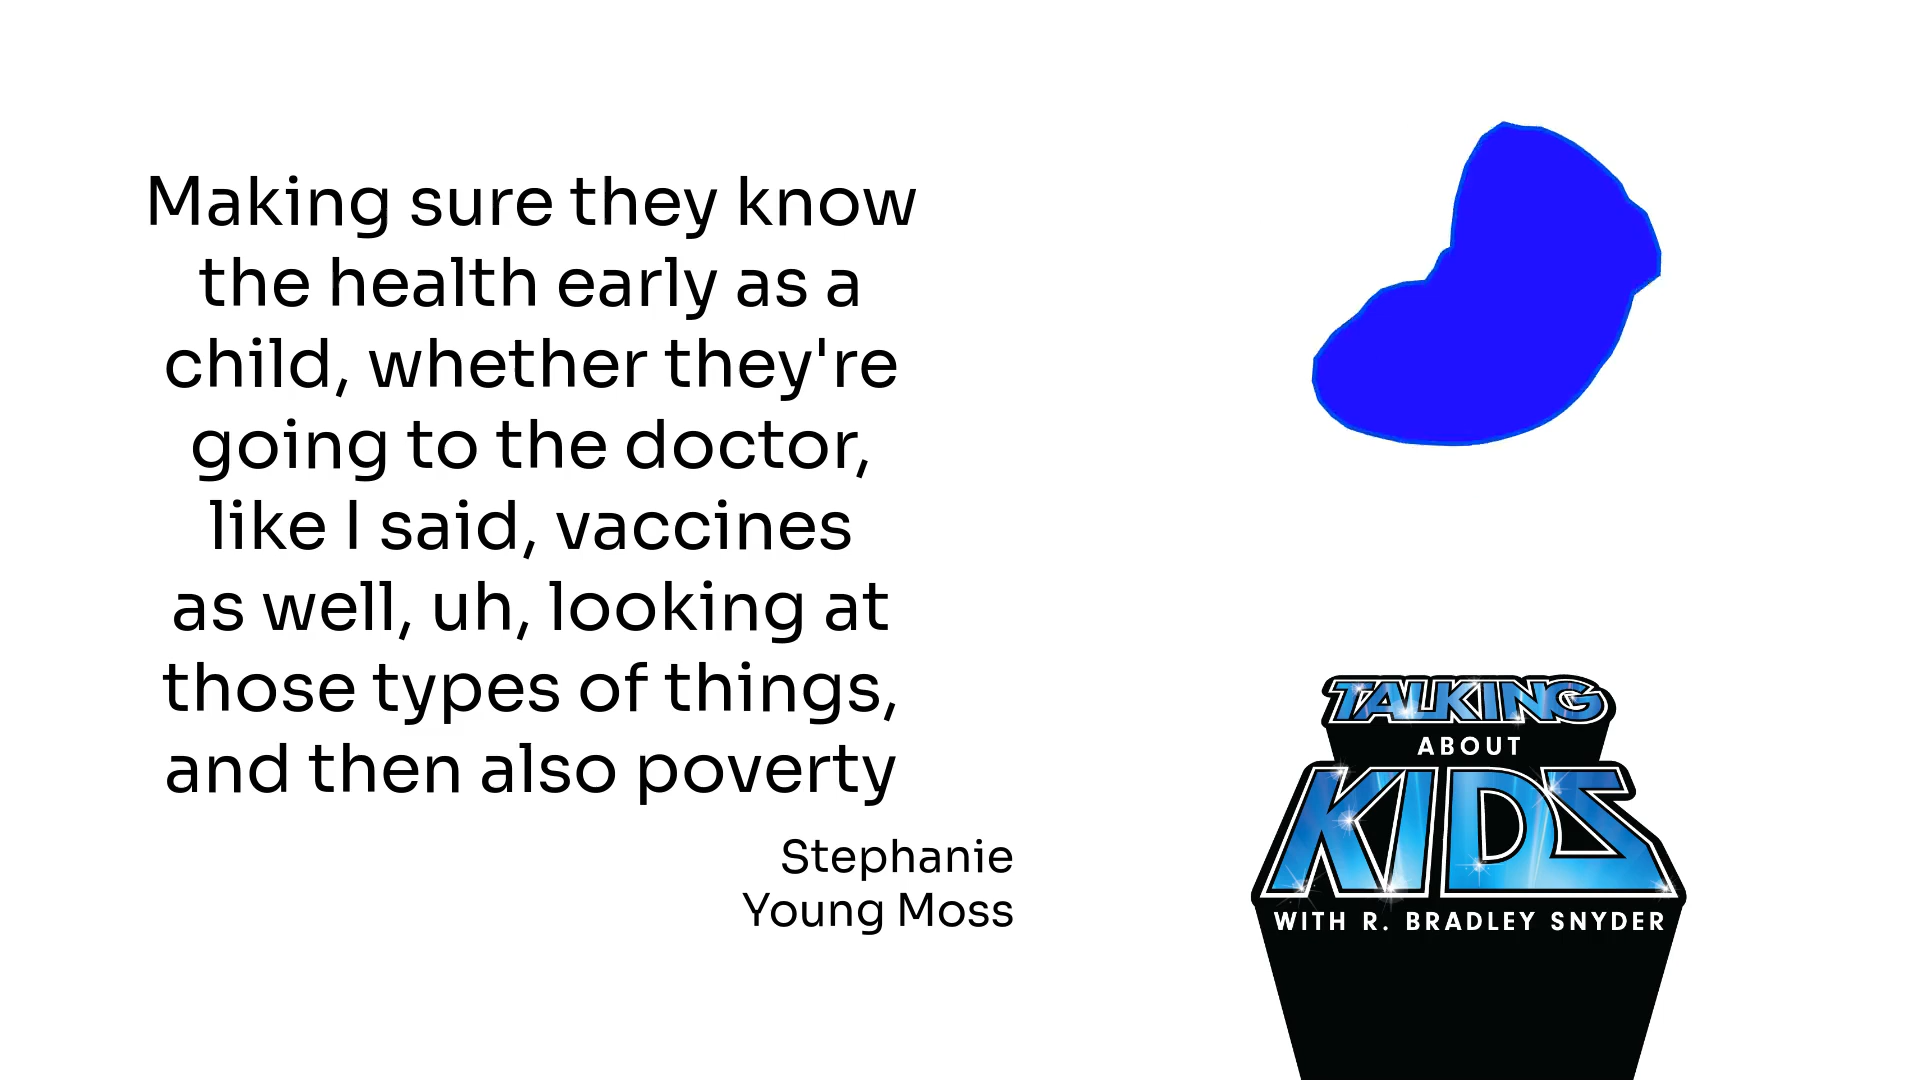 Making sure they know
the health early as a
child, whether they're
going to the doctor,
like I said, vaccines
as well, uh, looking at
those types of things,
and then also poverty
Stephanie
Young Moss
TALKING
ABOUT
KIDS
WITH R. BRADLEY SNYDER